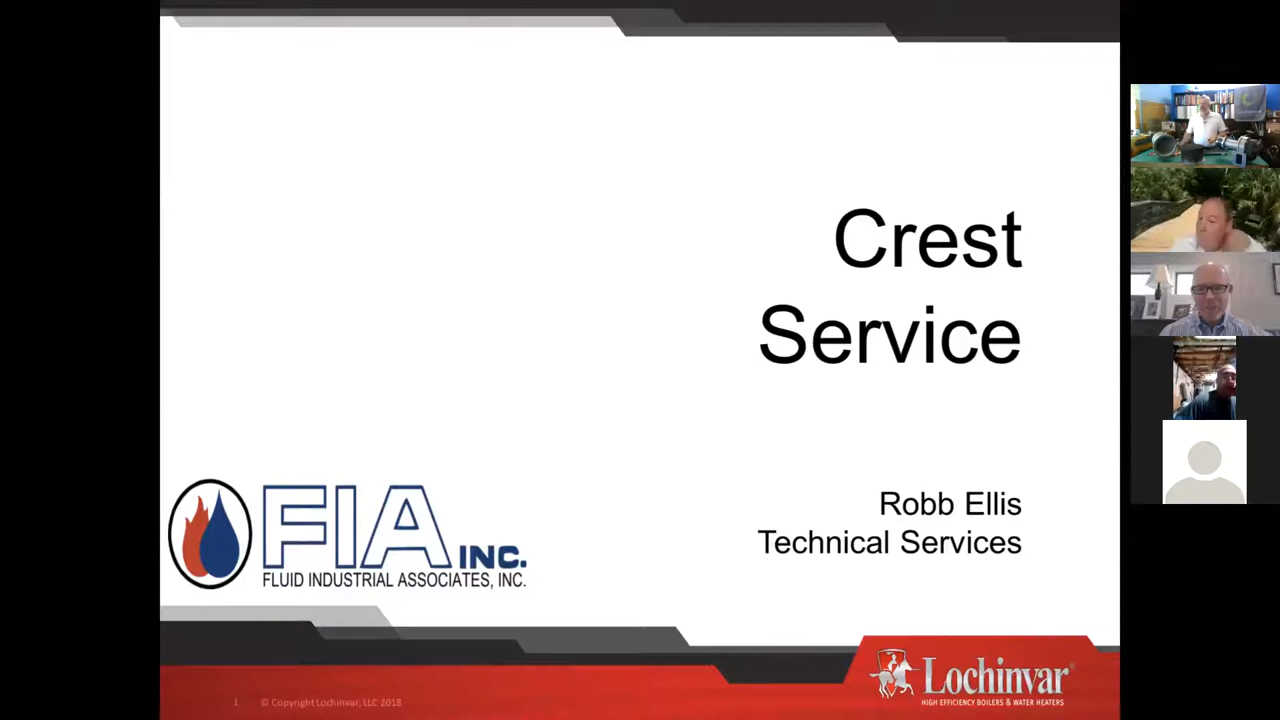 Crest
Service
Robb Ellis
Technical Services
FIA INC.
FLUID INDUSTRIAL ASSOCIATES, INC.
1 © Copyright Lochinvar, LLC 2018
Lochinvar®
HIGH EFFICIENCY BOILERS & WATER HEATERS